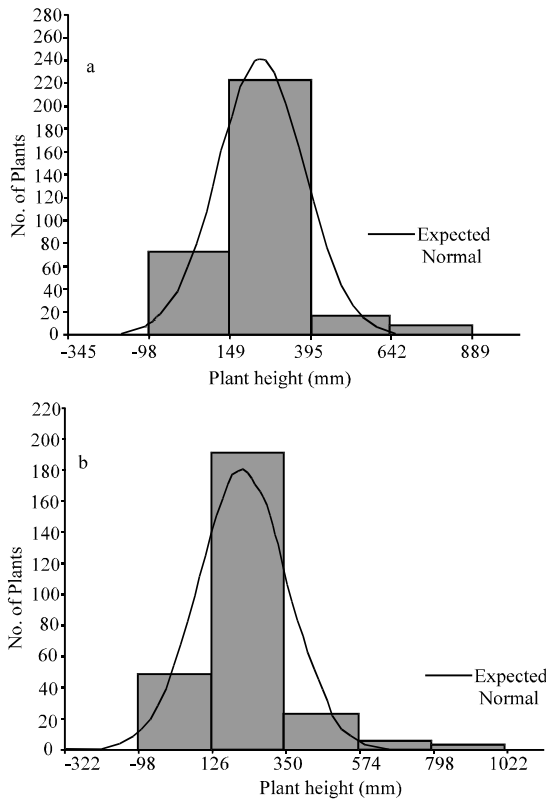 280
260
240
220
200
180
160
140
120
100
80
60
40
20
0
No. of Plants
a
Expected
Normal
-345 -98 149 395 642 889
Plant height (mm)
220
200
180
160
140
120
100
80
60
40
20
0
No. of Plants
b
Expected
Normal
-322 -98 126 350 574 798 1022
Plant height (mm)